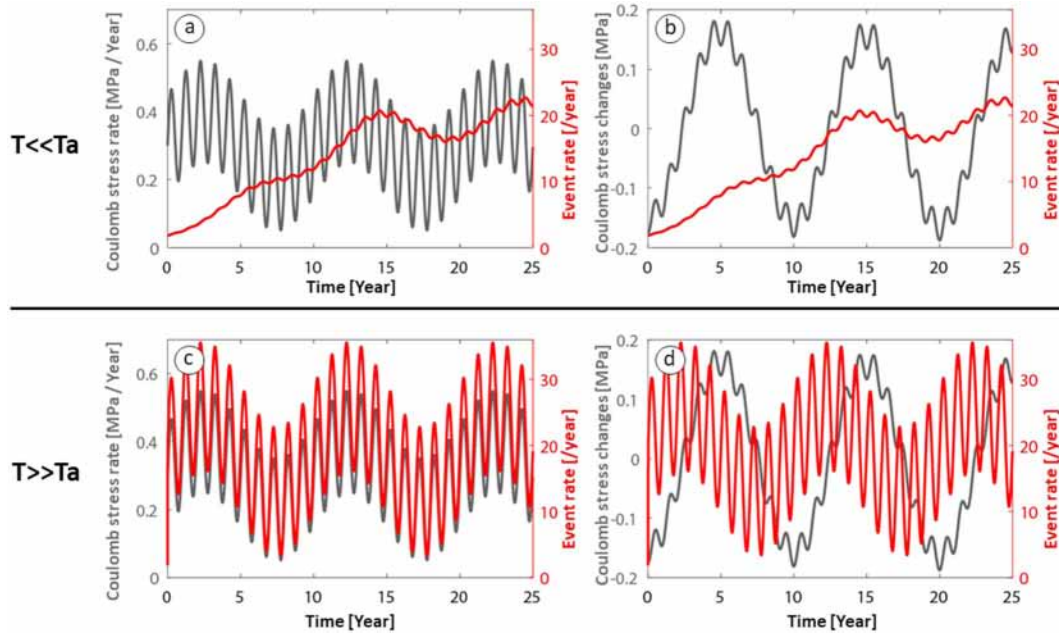 a
b
0.6
0.4
0.2
0
Coulomb stress rate [MPa / Year]
30
20
10
0
Event rate [/year]
0.2
0.1
0
-0.1
-0.2
Coulomb stress changes [MPa]
30
20
10
0
Event rate [/year]
T<<Ta
0 5 10 15 20 25
Time [Year]
0 5 10 15 20 25
Time [Year]
c
d
0.6
0.4
0.2
0
Coulomb stress rate [MPa / Year]
30
20
10
0
Event rate [/year]
0.2
0.1
0
-0.1
-0.2
Coulomb stress changes [MPa]
30
20
10
0
Event rate [/year]
T>>Ta
0 5 10 15 20 25
Time [Year]
0 5 10 15 20 25
Time [Year]